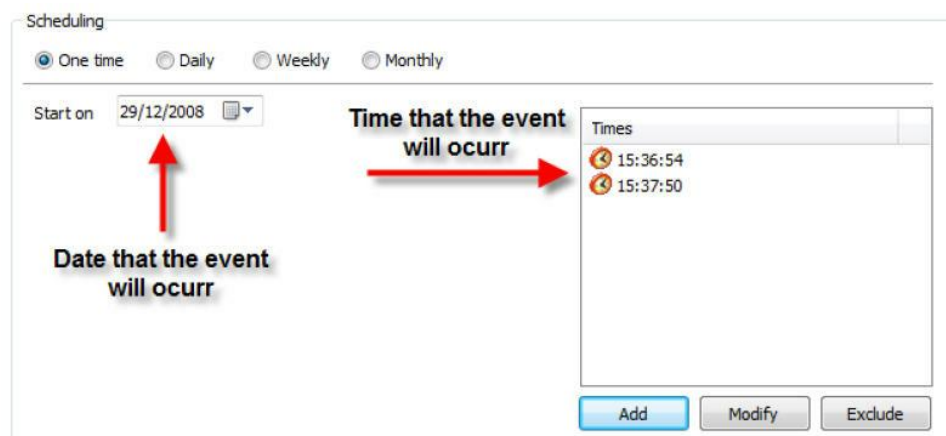 Scheduling
One time Daily Weekly Monthly
Start on 29/12/2008
Time that the event
will ocurr
Times
15:36:54
15:37:50
Date that the event
will ocurr
Add Modify Exclude